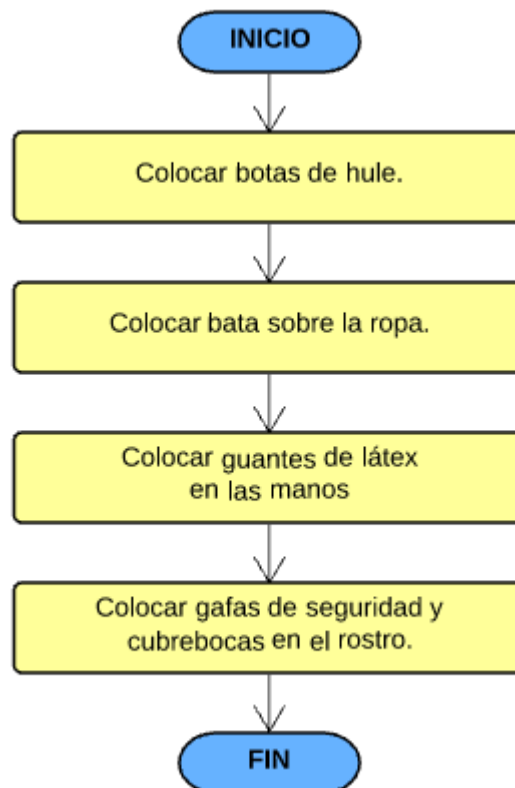 INICIO
Colocar botas de hule.
Colocar bata sobre la ropa.
Colocar guantes de látex
en las manos
Colocar gafas de seguridad y
cubrebocas en el rostro.
FIN